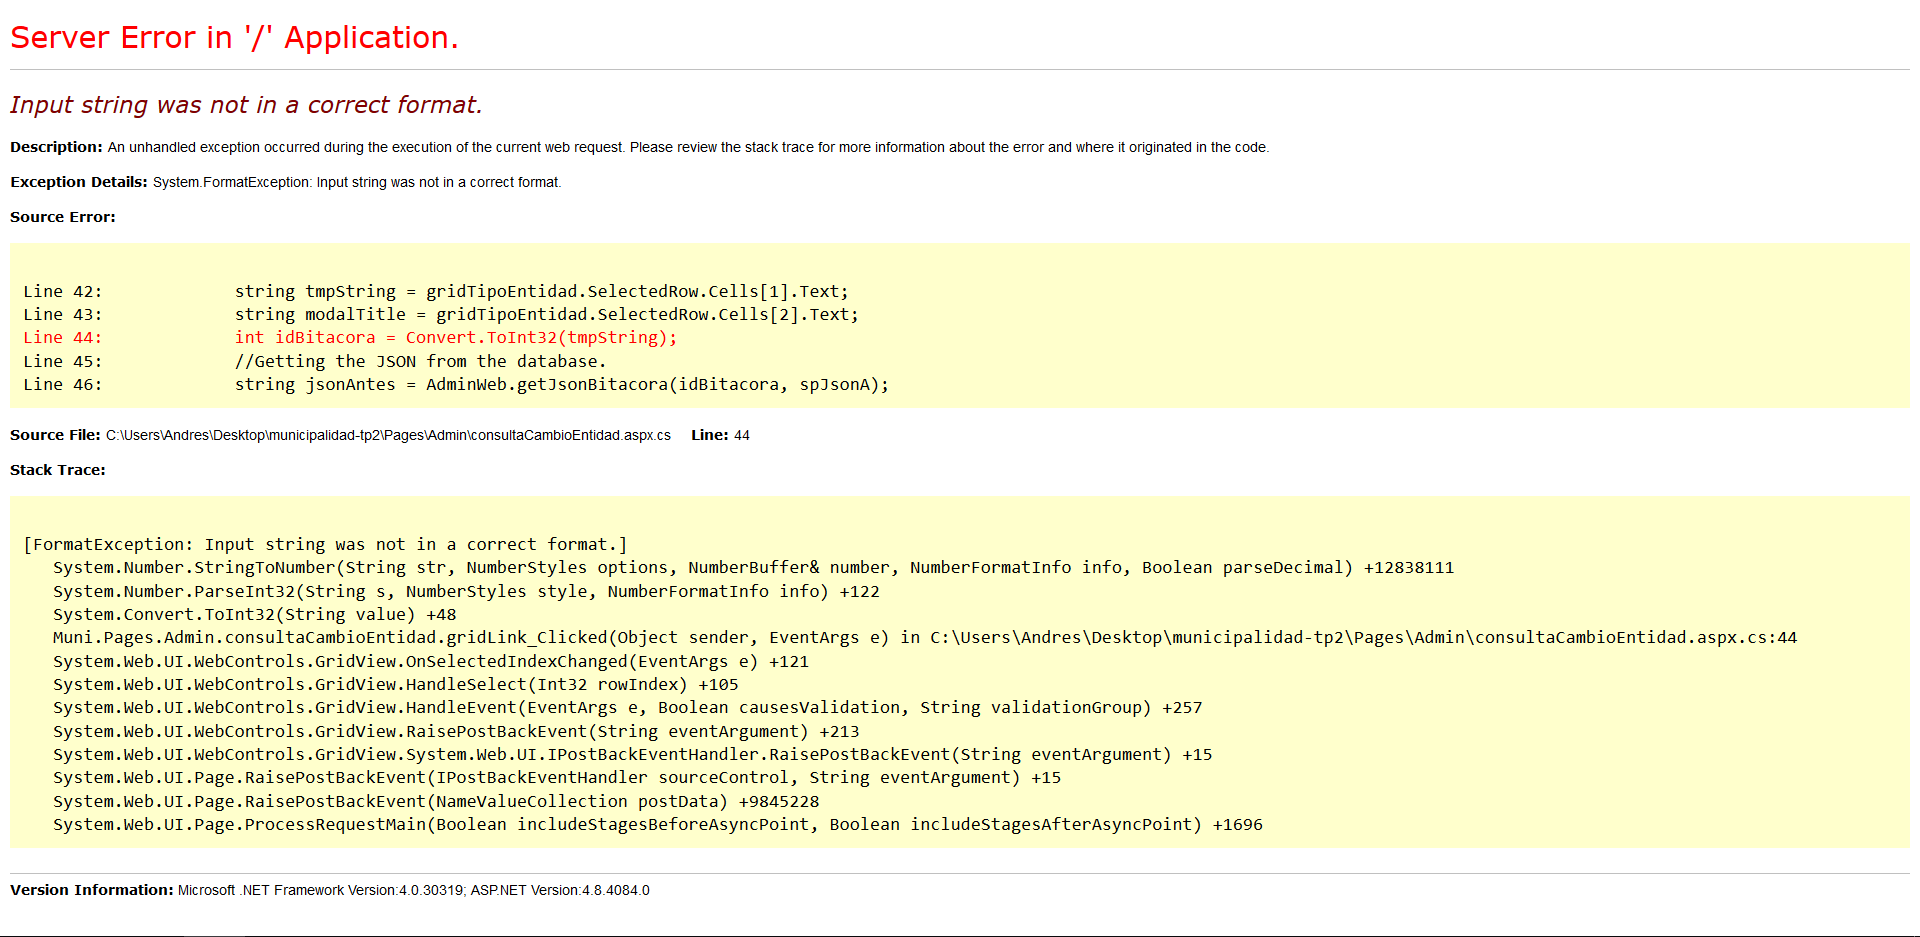 Server Error in '/' Application.
Input string was not in a correct format.
Description: An unhandled exception occurred during the execution of the current web request. Please review the stack trace for more information about the error and where it originated in the code.
Exception Details: System.FormatException: Input string was not in a correct format.
Source Error:
Line 42:             string tmpString = gridTipoEntidad.SelectedRow.Cells[1].Text;
Line 43:             string modalTitle = gridTipoEntidad.SelectedRow.Cells[2].Text;
Line 44:             int idBitacora = Convert.ToInt32(tmpString);
Line 45:             //Getting the JSON from the database.
Line 46:             string jsonAntes = AdminWeb.getJsonBitacora(idBitacora, spJsonA);
Source File: C:\Users\Andres\Desktop\municipalidad-tp2\Pages\Admin\consultaCambioEntidad.aspx.cs    Line: 44
Stack Trace:
[FormatException: Input string was not in a correct format.]
   System.Number.StringToNumber(String str, NumberStyles options, NumberBuffer& number, NumberFormatInfo info, Boolean parseDecimal) +12838111
   System.Number.ParseInt32(String s, NumberStyles style, NumberFormatInfo info) +122
   System.Convert.ToInt32(String value) +48
   Muni.Pages.Admin.consultaCambioEntidad.gridLink_Clicked(Object sender, EventArgs e) in C:\Users\Andres\Desktop\municipalidad-tp2\Pages\Admin\consultaCambioEntidad.aspx.cs:44
   System.Web.UI.WebControls.GridView.OnSelectedIndexChanged(EventArgs e) +121
   System.Web.UI.WebControls.GridView.HandleSelect(Int32 rowIndex) +105
   System.Web.UI.WebControls.GridView.HandleEvent(EventArgs e, Boolean causesValidation, String validationGroup) +257
   System.Web.UI.WebControls.GridView.RaisePostBackEvent(String eventArgument) +213
   System.Web.UI.WebControls.GridView.System.Web.UI.IPostBackEventHandler.RaisePostBackEvent(String eventArgument) +15
   System.Web.UI.Page.RaisePostBackEvent(IPostBackEventHandler sourceControl, String eventArgument) +15
   System.Web.UI.Page.RaisePostBackEvent(NameValueCollection postData) +9845228
   System.Web.UI.Page.ProcessRequestMain(Boolean includeStagesBeforeAsyncPoint, Boolean includeStagesAfterAsyncPoint) +1696
Version Information: Microsoft .NET Framework Version:4.0.30319; ASP.NET Version:4.8.4084.0